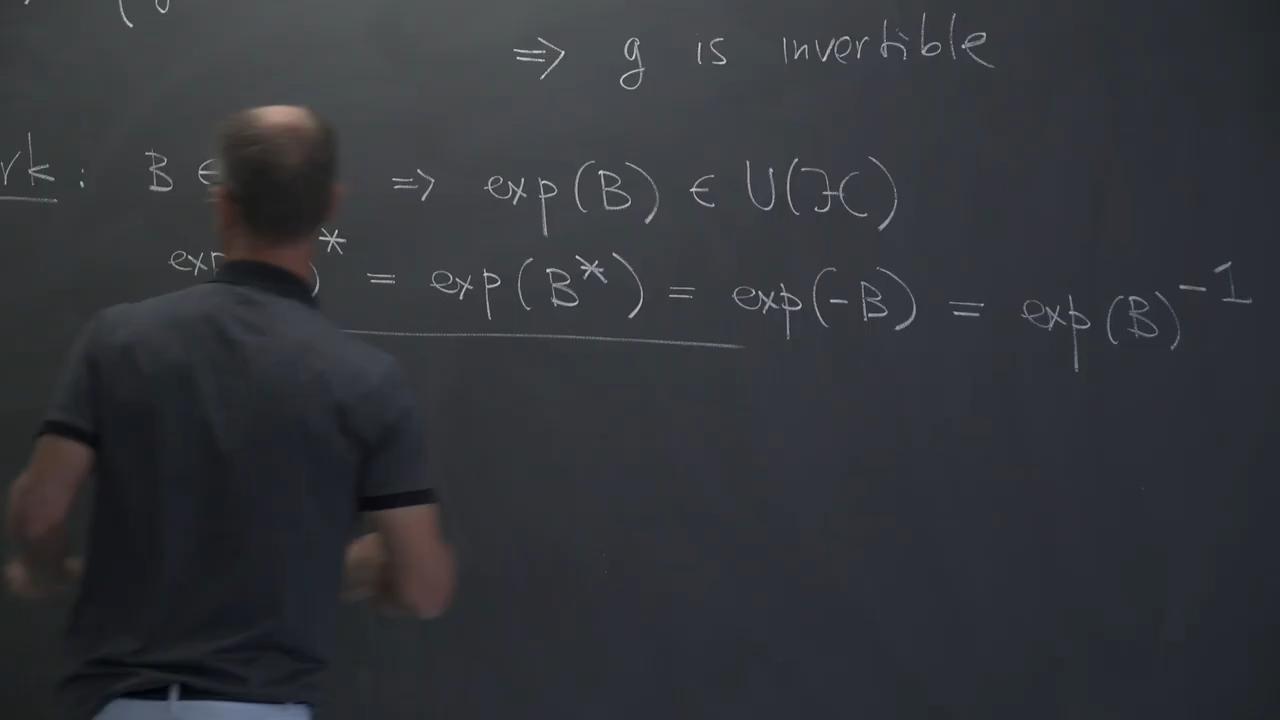 ⇒ g is invertible
rk : B ∈ ⇒ exp(B) ∈ U(ℋ)
exp )* = exp(B*) = exp(-B) = exp(B)⁻¹